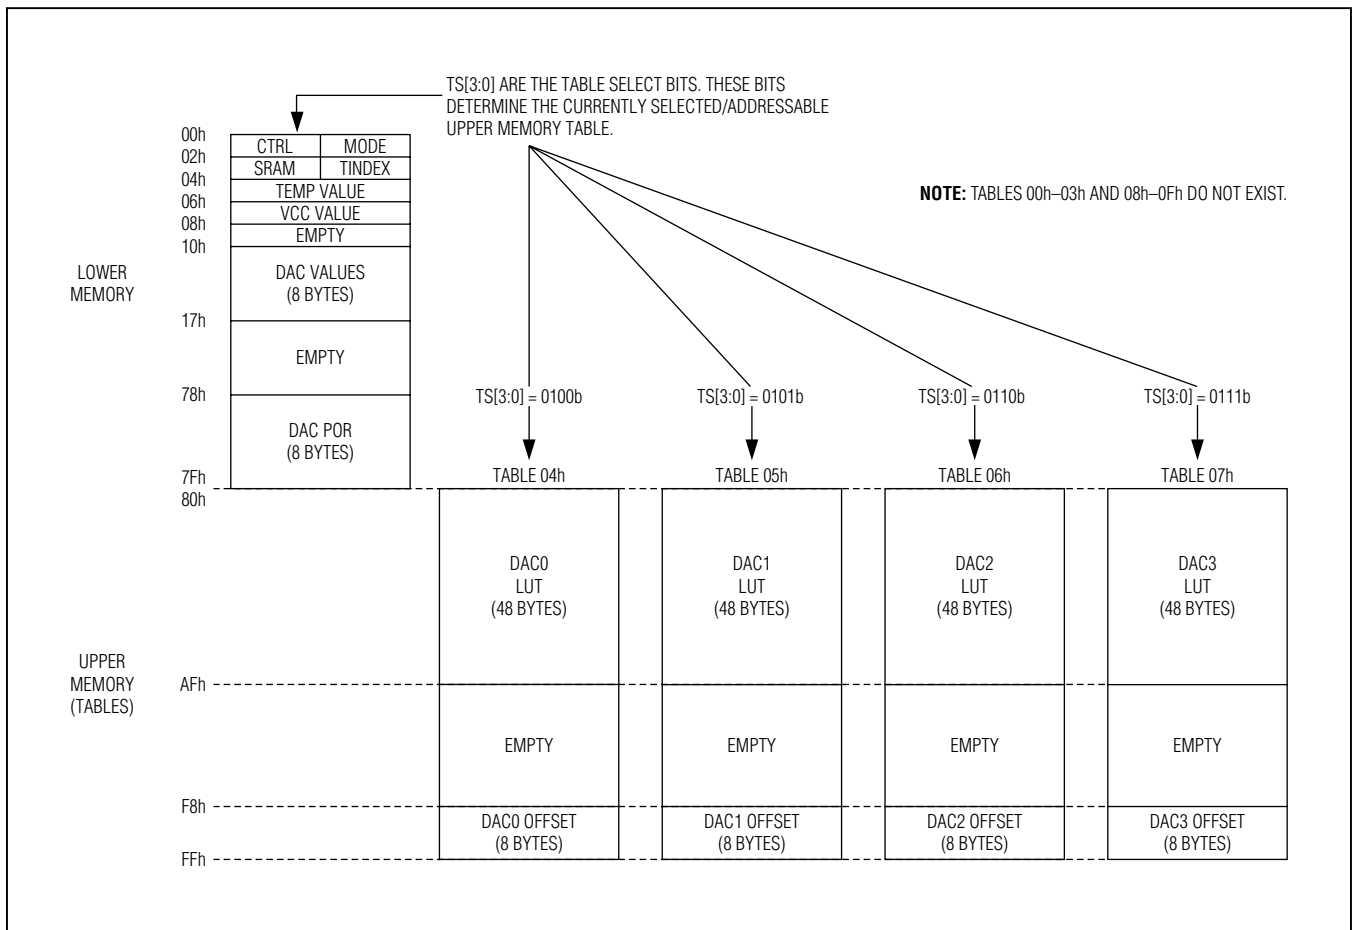 TS[3:0] ARE THE TABLE SELECT BITS. THESE BITS
DETERMINE THE CURRENTLY SELECTED/ADDRESSABLE
UPPER MEMORY TABLE.
NOTE: TABLES 00h–03h AND 08h–0Fh DO NOT EXIST.
LOWER
MEMORY
00h
CTRL MODE
02h
SRAM TINDEX
04h
TEMP VALUE
06h
VCC VALUE
08h
EMPTY
10h
DAC VALUES
(8 BYTES)
17h
EMPTY
78h
DAC POR
(8 BYTES)
7Fh
80h
TS[3:0] = 0100b TS[3:0] = 0101b TS[3:0] = 0110b TS[3:0] = 0111b
TABLE 04h TABLE 05h TABLE 06h TABLE 07h
UPPER
MEMORY
(TABLES)
DAC0 DAC1 DAC2 DAC3
LUT LUT LUT LUT
(48 BYTES) (48 BYTES) (48 BYTES) (48 BYTES)
AFh
EMPTY EMPTY EMPTY EMPTY
F8h
DAC0 OFFSET DAC1 OFFSET DAC2 OFFSET DAC3 OFFSET
(8 BYTES) (8 BYTES) (8 BYTES) (8 BYTES)
FFh